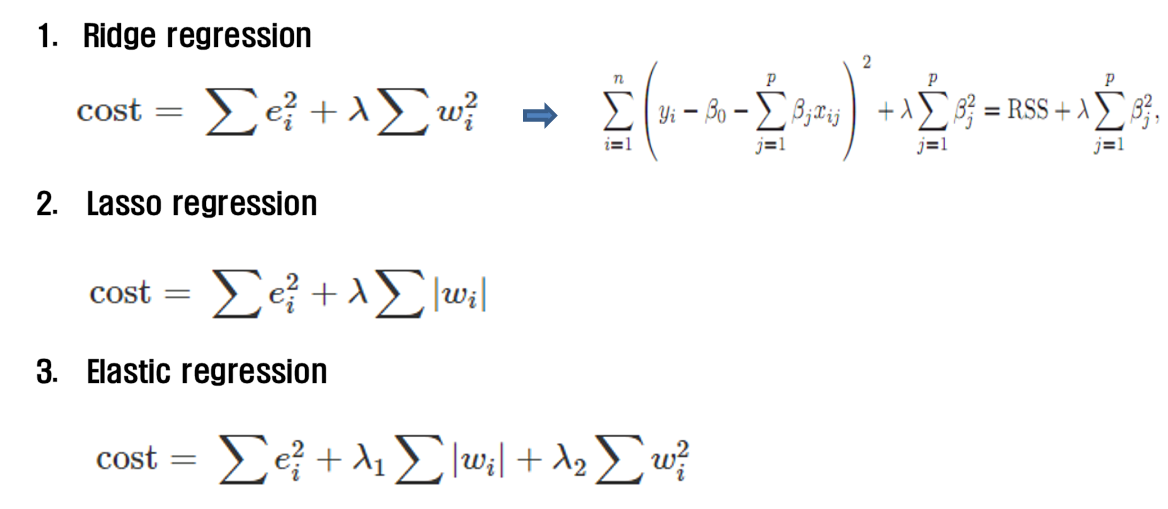 1. Ridge regression
cost = ∑ e_i^2 + λ ∑ w_i^2 ➡ ∑_{i=1}^{n} ( y_i − β_0 − ∑_{j=1}^{p} β_j x_{ij} )^2 + λ ∑_{j=1}^{p} β_j^2 = RSS + λ ∑_{j=1}^{p} β_j^2,
2. Lasso regression
cost = ∑ e_i^2 + λ ∑ |w_i|
3. Elastic regression
cost = ∑ e_i^2 + λ_1 ∑ |w_i| + λ_2 ∑ w_i^2